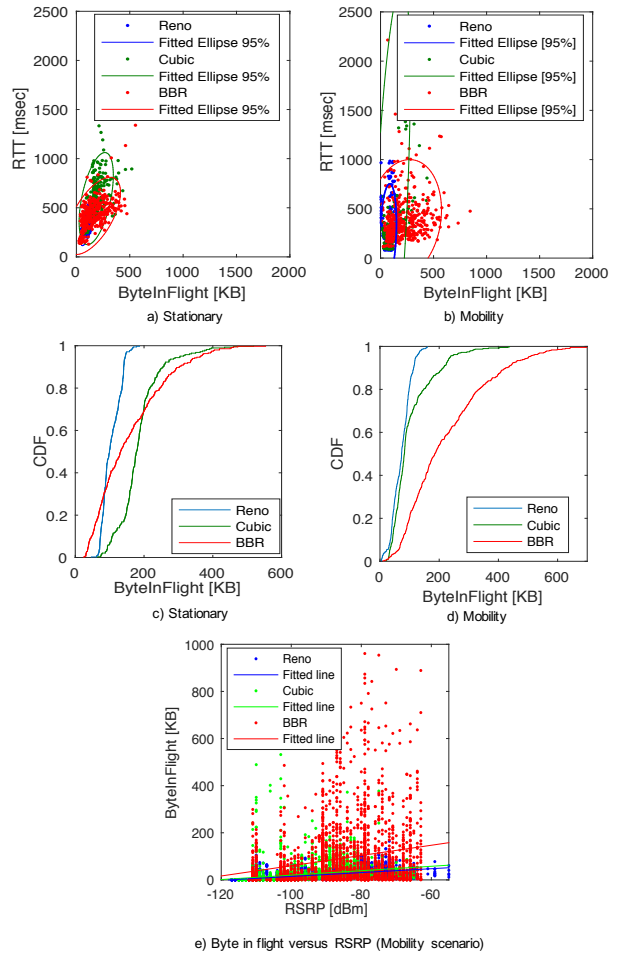 2500
2000
1500
1000
500
0
RTT [msec]
Reno
Fitted Ellipse 95%
Cubic
Fitted Ellipse 95%
BBR
Fitted Ellipse 95%
0 500 1000 1500 2000
ByteInFlight [KB]
a) Stationary
2500
2000
1500
1000
500
0
RTT [msec]
Reno
Fitted Ellipse [95%]
Cubic
Fitted Ellipse [95%]
BBR
Fitted Ellipse [95%]
0 500 1000 1500 2000
ByteInFlight [KB]
b) Mobility
1
0.8
0.6
0.4
0.2
0
CDF
Reno
Cubic
BBR
0 200 400 600
ByteInFlight [KB]
c) Stationary
1
0.8
0.6
0.4
0.2
0
CDF
Reno
Cubic
BBR
0 200 400 600
ByteInFlight [KB]
d) Mobility
1000
800
600
400
200
0
ByteInFlight [KB]
Reno
Fitted line
Cubic
Fitted line
BBR
Fitted line
-120 -100 -80 -60
RSRP [dBm]
e) Byte in flight versus RSRP (Mobility scenario)